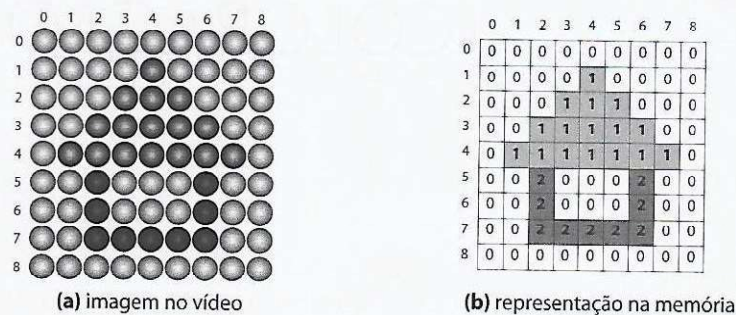 0 1 2 3 4 5 6 7 8
0
1
2
3
4
5
6
7
8
(a) imagem no vídeo
0 1 2 3 4 5 6 7 8
0 0 0 0 0 0 0 0 0 0
1 0 0 0 0 1 0 0 0 0
2 0 0 0 1 1 1 0 0 0
3 0 0 1 1 1 1 1 0 0
4 0 1 1 1 1 1 1 1 0
5 0 0 2 0 0 0 2 0 0
6 0 0 2 0 0 0 2 0 0
7 0 0 2 2 2 2 2 0 0
8 0 0 0 0 0 0 0 0 0
(b) representação na memória